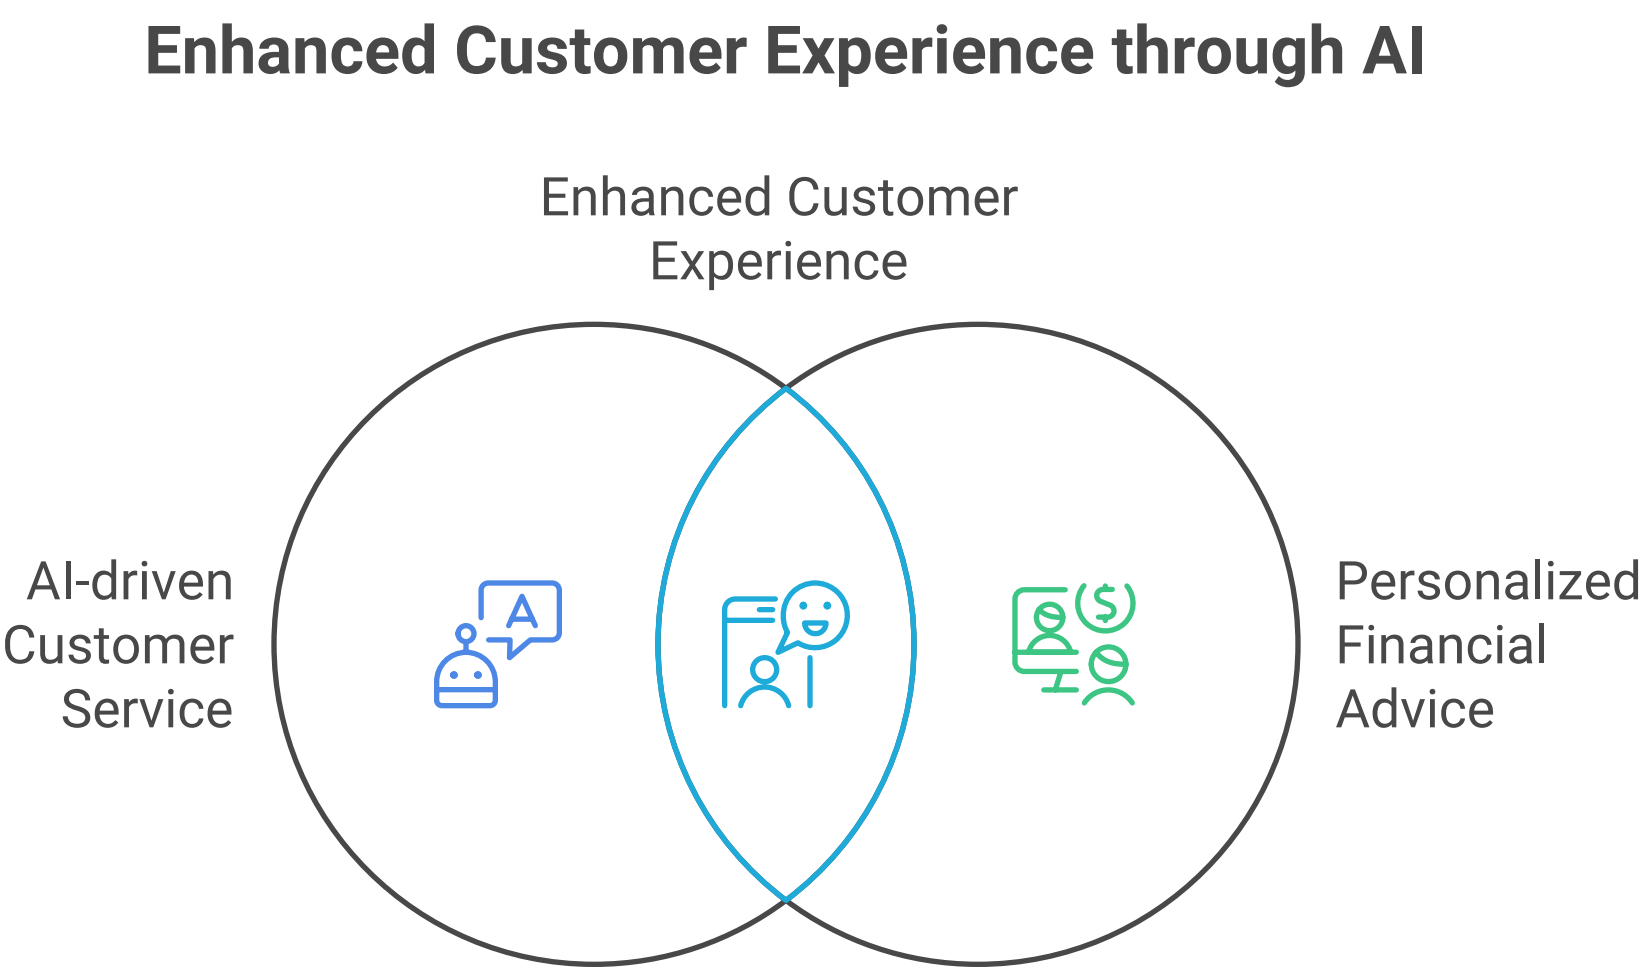 Enhanced Customer Experience through AI
Enhanced Customer
Experience
AI-driven
Customer
Service
A
$
Personalized
Financial
Advice